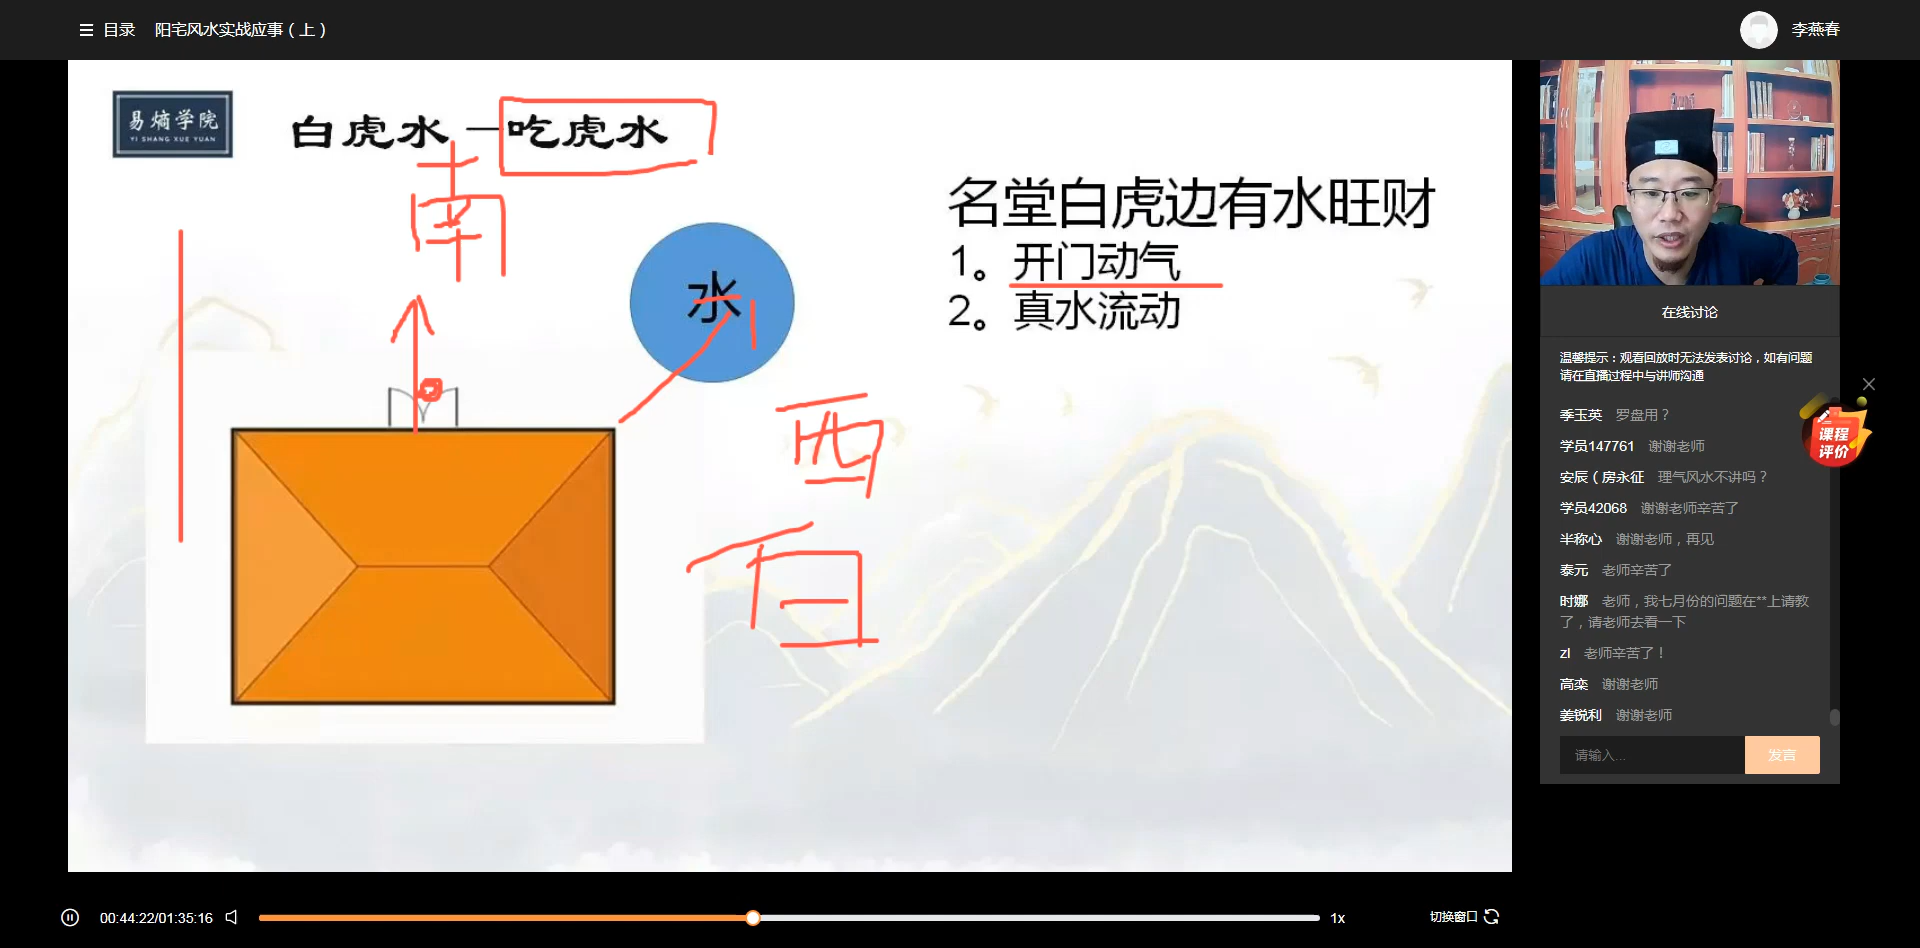 目录 阳宅风水实战应事（上）
李燕春
易熵学院
YI SHANG XUE YUAN
白虎水—吃虎水
南
水
名堂白虎边有水旺财
1。开门动气
2。真水流动
西
百
在线讨论
温馨提示：观看回放时无法发表讨论，如有问题
请在直播过程中与讲师沟通
季玉英 罗盘用？
学员147761 谢谢老师
安辰（房永征 理气风水不讲吗？
学员42068 谢谢老师辛苦了
半称心 谢谢老师，再见
泰元 老师辛苦了
时娜 老师，我七月份的问题在**上请教
了，请老师去看一下
zl 老师辛苦了！
高栾 谢谢老师
姜锐利 谢谢老师
课程
评价
请输入...
发言
00:44:22/01:35:16
1x
切换窗口